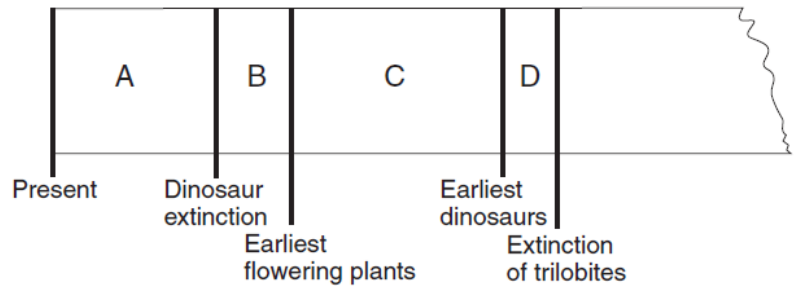 A B C D
Present
Dinosaur
extinction
Earliest
flowering plants
Earliest
dinosaurs
Extinction
of trilobites